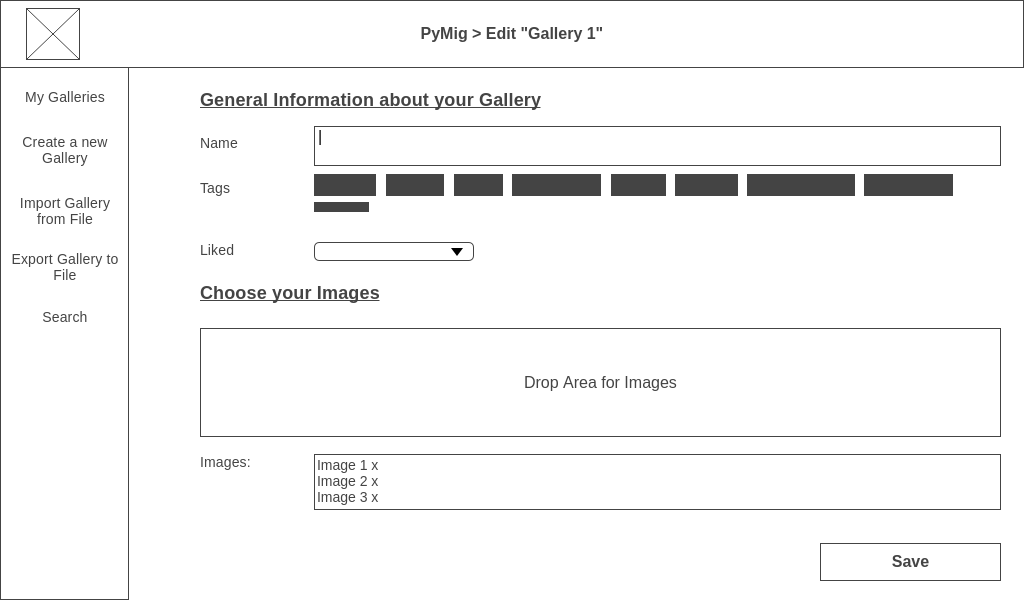 PyMig > Edit "Gallery 1"
My Galleries
Create a new
Gallery
Import Gallery
from File
Export Gallery to
File
Search
General Information about your Gallery
Name
Tags
Liked
Choose your Images
Drop Area for Images
Images:
Image 1 x
Image 2 x
Image 3 x
Save